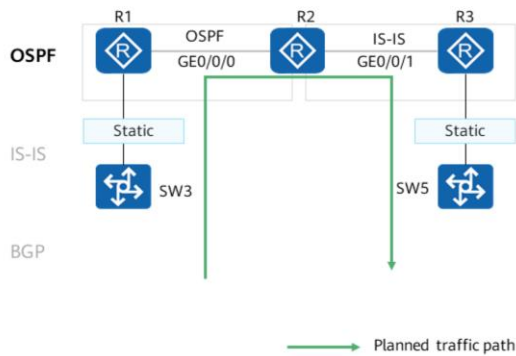 R1 R2 R3
OSPF OSPF IS-IS
GE0/0/0 GE0/0/1
R R R
Static Static
IS-IS
SW3 SW5
BGP
Planned traffic path